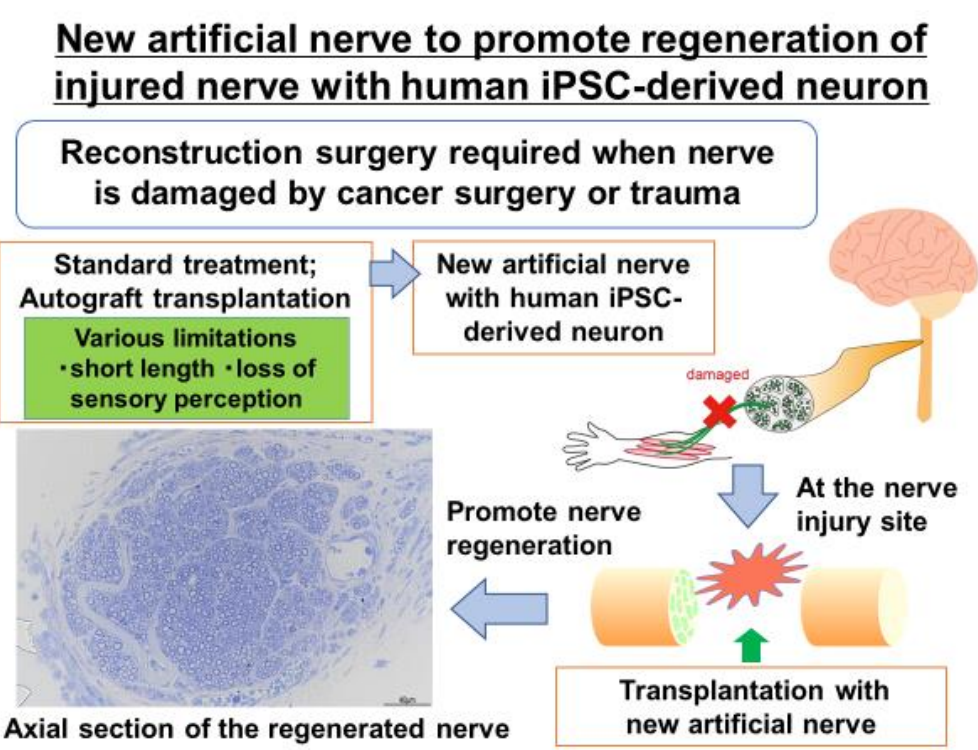 New artificial nerve to promote regeneration of
injured nerve with human iPSC-derived neuron
Reconstruction surgery required when nerve
is damaged by cancer surgery or trauma
Standard treatment;
Autograft transplantation
Various limitations
・short length ・loss of
sensory perception
New artificial nerve
with human iPSC-
derived neuron
damaged
At the nerve
injury site
Promote nerve
regeneration
Transplantation with
new artificial nerve
Axial section of the regenerated nerve